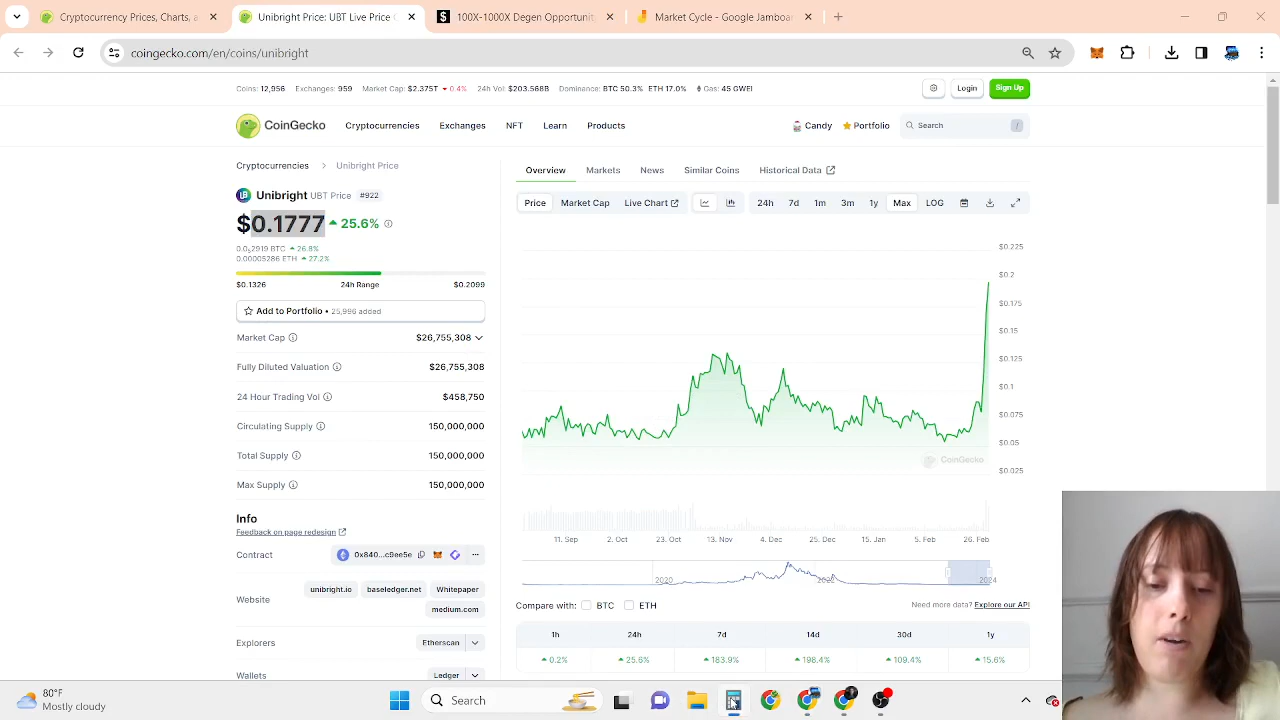 CoinGecko: Cryptocurrency Prices, Charts, a
Unibright: UBT Live Price C
100X-1000X Degen Opportunit
Market Cycle - Google Jamboar
coingecko.com/en/coins/unibright
Coins: 12,95 Exchanges: 959 Market Cap: $2.375T 0.4% 24h Vol: $203.568B Dominance: BTC 50.3% ETH 17.0% Gas: 45 GWEI
Login
Sign Up
CoinGecko
Cryptocurrencies Exchanges NFT Learn Products
Candy Portfolio Search /
Cryptocurrencies Unibright Price
Unibright UBT Price #922
$0.1777 25.6%
BTC 26.8%
0.00005286 ETH 27.2%
$0.1326 24h Range $0.2099
Add to Portfolio • 25,996 added
Market Cap $26,755,308
Fully Diluted Valuation $26,755,308
24 Hour Trading Vol $458,750
Circulating Supply 150,000,000
Total Supply 150,000,000
Max Supply 150,000,000
Info
Feedback on page redesign
Contract 0x840...c9e5e
Website unibright.io baseledger.net Whitepaper
medium.com
Explorers Etherscan
Wallets Ledger
Overview Markets News Similar Coins Historical Data
Price Market Cap Live Chart 24h 7d 1m 3m 1y Max LOG
$0.225
$0.2
$0.175
$0.15
$0.125
$0.1
$0.075
$0.05
$0.025
CoinGecko
11. Sep 2. Oct 23. Oct 13. Nov 4. Dec 25. Dec 15. Jan 5. Feb 26. Feb
2020 2022 2024
Compare with: BTC ETH
Need more data? Explore our API
1h 24h 7d 14d 30d 1y
0.2% 25.6% 183.9% 198.4% 109.4% 15.6%
80°F
Mostly cloudy
Search